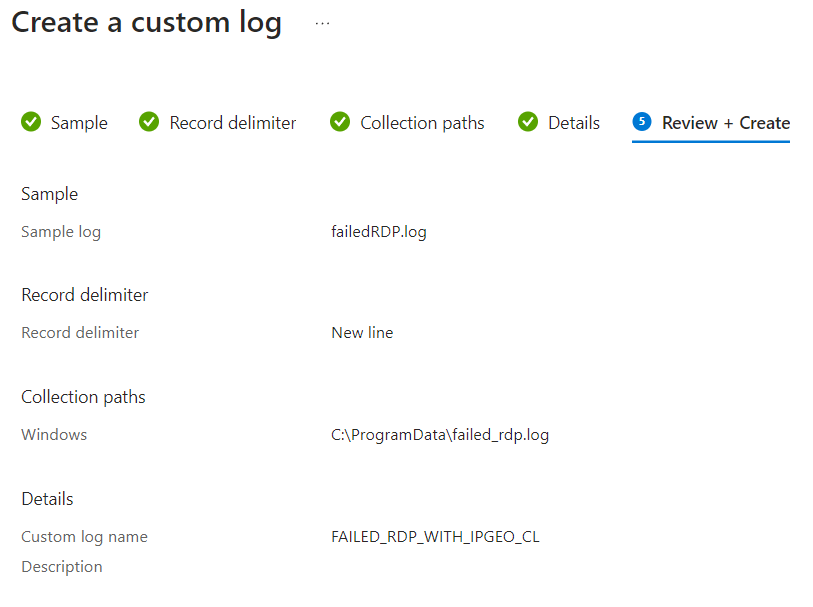 Create a custom log ...
Sample Record delimiter Collection paths Details 5 Review + Create
Sample
Sample log failedRDP.log
Record delimiter
Record delimiter New line
Collection paths
Windows C:\ProgramData\failed_rdp.log
Details
Custom log name FAILED_RDP_WITH_IPGEO_CL
Description